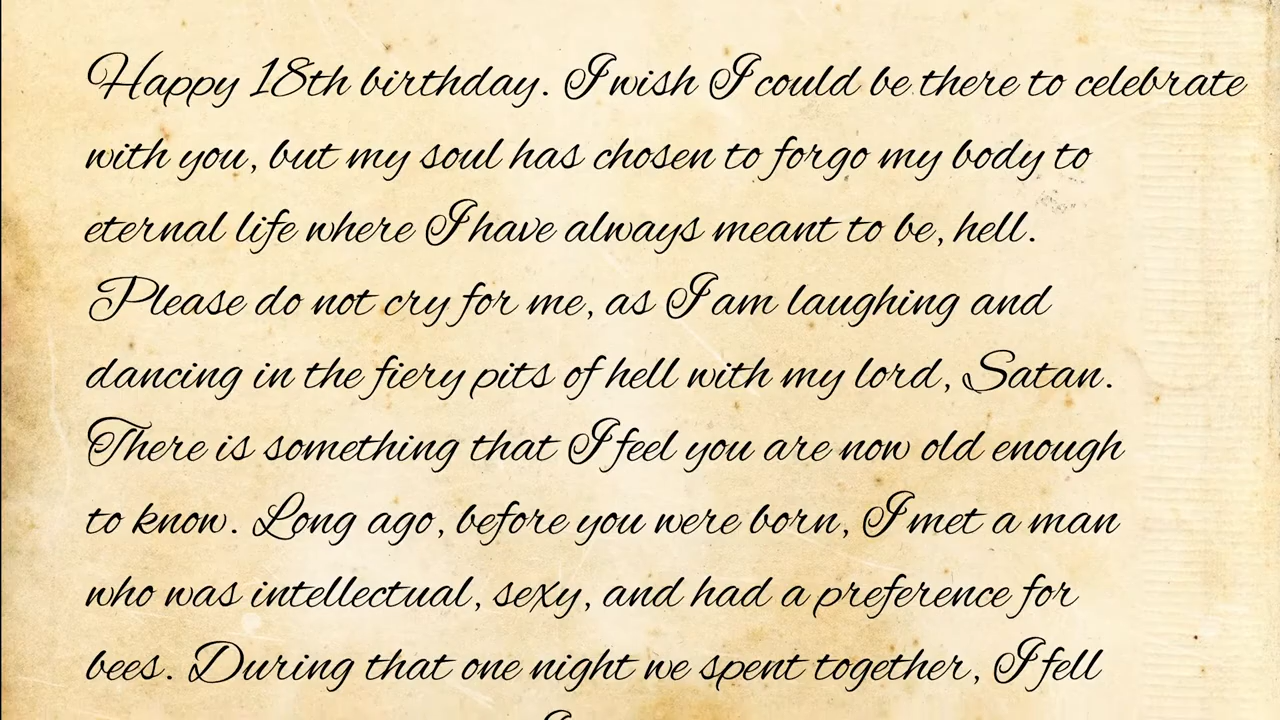 Happy 18th birthday. I wish I could be there to celebrate
with you, but my soul has chosen to forgo my body to
eternal life where I have always meant to be, hell.
Please do not cry for me, as I am laughing and
dancing in the fiery pits of hell with my lord, Satan.
There is something that I feel you are now old enough
to know. Long ago, before you were born, I met a man
who was intellectual, sexy, and had a preference for
bees. During that one night we spent together, I fell